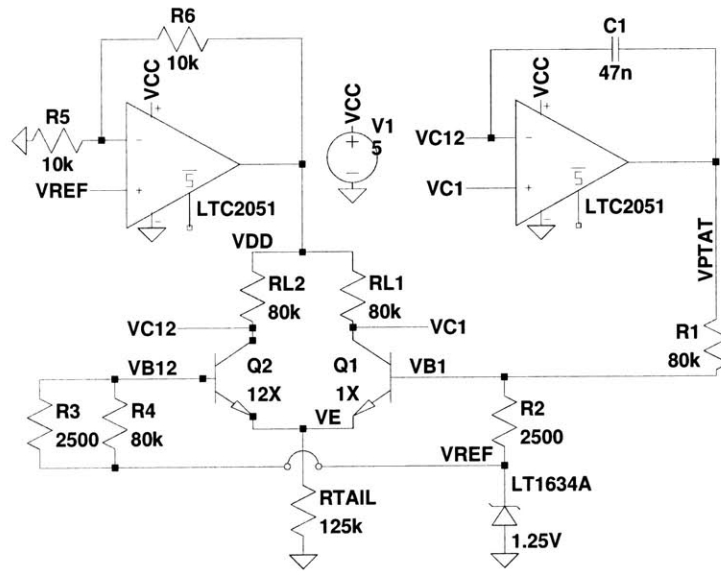 R6
10k
VCC
R5
10k
VREF
LTC2051
VCC
V1
5
C1
47n
VCC
VC12
VC1
LTC2051
VPTAT
VDD
RL2
80k
RL1
80k
VC12
VC1
R1
80k
VB12
Q2
12X
Q1
1X
VB1
R3
2500
R4
80k
VE
R2
2500
VREF
RTAIL
125k
LT1634A
1.25V